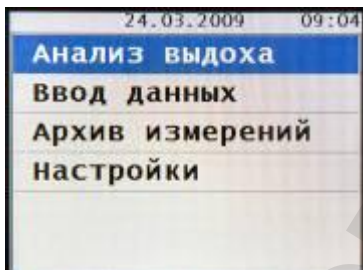 24.03.2009 09:04
Анализ выдоха
Ввод данных
Архив измерений
Настройки